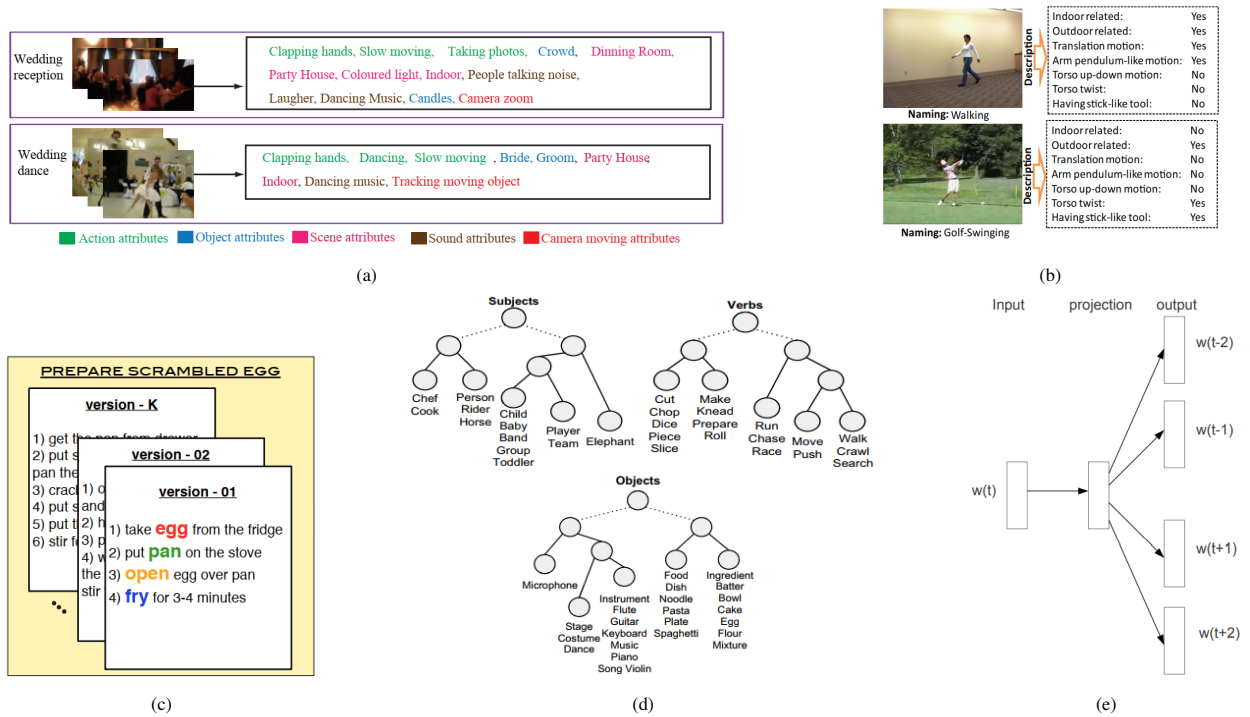 Wedding
reception
Clapping hands, Slow moving, Taking photos, Crowd, Dinning Room,
Party House, Coloured light, Indoor, People talking noise,
Laugher, Dancing Music, Candles, Camera zoom
Wedding
dance
Clapping hands, Dancing, Slow moving , Bride, Groom, Party House,
Indoor, Dancing music, Tracking moving object
Action attributes Object attributes Scene attributes Sound attributes Camera moving attributes
(a)
Description
Indoor related: Yes
Outdoor related: Yes
Translation motion: Yes
Arm pendulum-like motion: Yes
Torso up-down motion: No
Torso twist: No
Having stick-like tool: No
Naming: Walking
Description
Indoor related: No
Outdoor related: Yes
Translation motion: No
Arm pendulum-like motion: No
Torso up-down motion: No
Torso twist: Yes
Having stick-like tool: Yes
Naming: Golf-Swinging
(b)
PREPARE SCRAMBLED EGG
version - K
1) get the pan from drawer
2) put s
pan the
3) crac
4) put s
5) put t
6) stir f
version - 02
1) o
and
2) h
3) p
4) w
the
stir
version - 01
1) take egg from the fridge
2) put pan on the stove
3) open egg over pan
4) fry for 3-4 minutes
(c)
Subjects
Chef
Cook
Person
Rider
Horse
Child
Baby
Band
Group
Toddler
Player
Team
Elephant
Verbs
Cut
Chop
Dice
Piece
Slice
Make
Knead
Prepare
Roll
Run
Chase
Race
Move
Push
Walk
Crawl
Search
Objects
Microphone
Stage
Costume
Dance
Instrument
Flute
Guitar
Keyboard
Music
Piano
Song Violin
Food
Dish
Noodle
Pasta
Plate
Spaghetti
Ingredient
Batter
Bowl
Cake
Egg
Flour
Mixture
(d)
Input projection output
w(t-2)
w(t-1)
w(t)
w(t+1)
w(t+2)
(e)